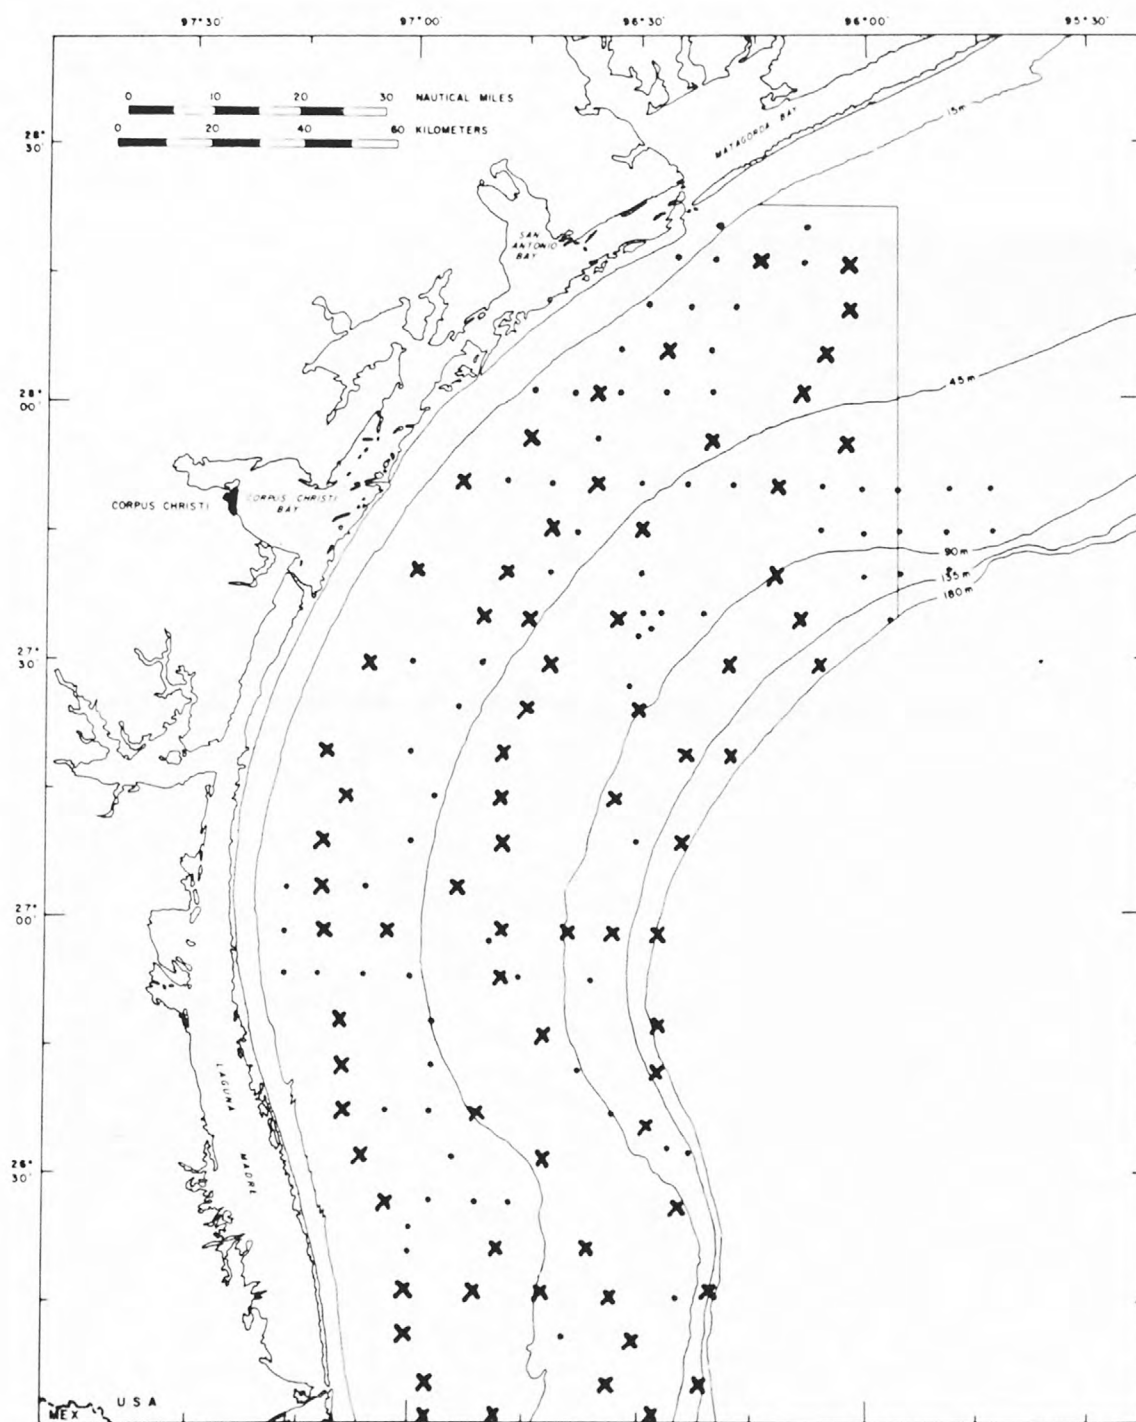 97°30' 97°00' 96°30' 96°00' 95°30'
0 10 20 30 NAUTICAL MILES
0 20 40 60 KILOMETERS
28°
30'
MATAGORDA BAY
15m
SAN
ANTONIO
BAY
45m
28°
00'
CORPUS CHRISTI
CORPUS CHRISTI
BAY
90m
135m
180m
27°
30'
27°
00'
LAGUNA
MADRE
26°
30'
USA
MEX